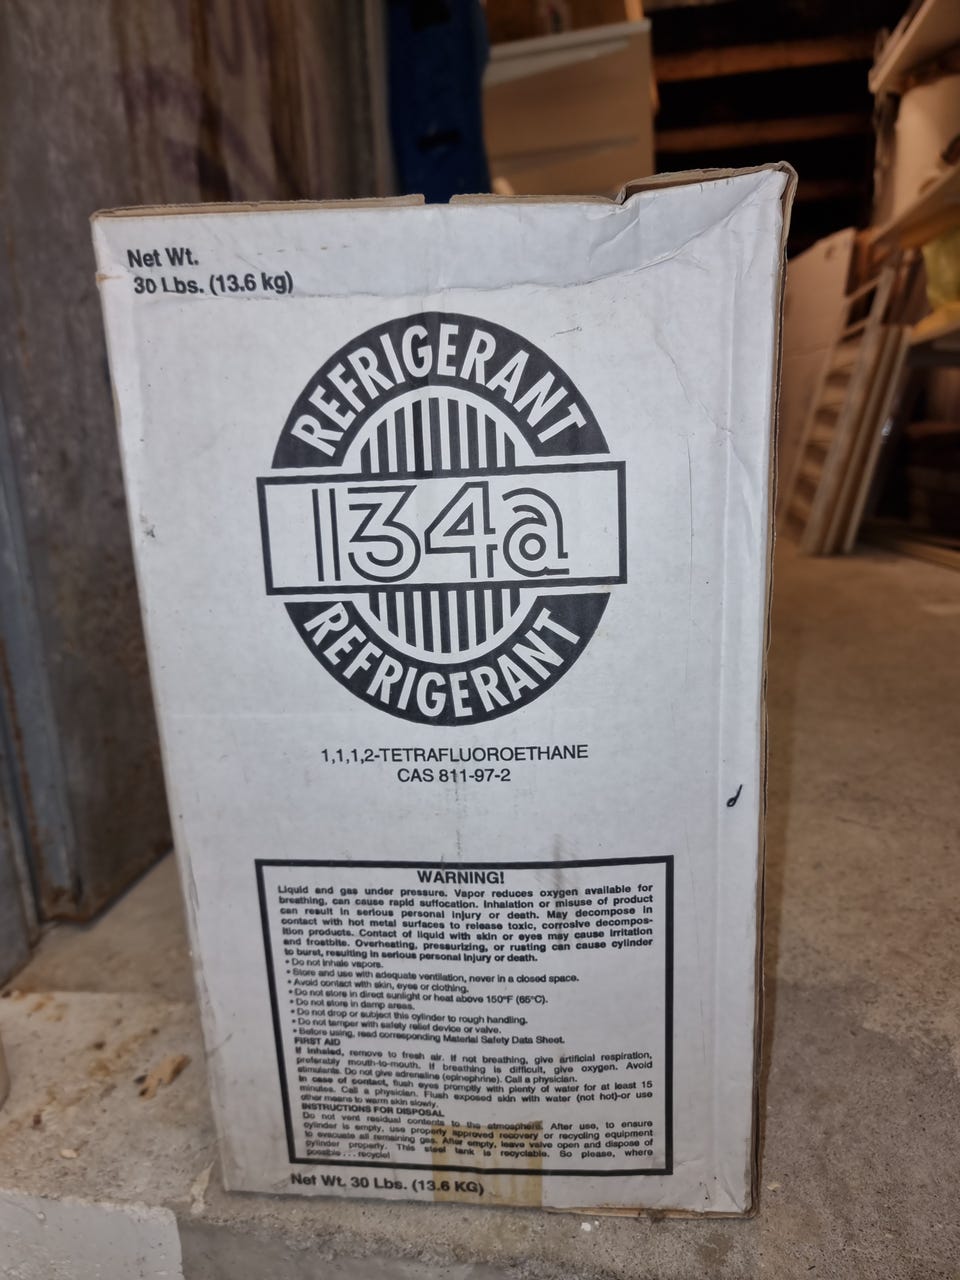 Net Wt.
30 Lbs. (13.6 kg)
REFRIGERANT
134a
REFRIGERANT
1,1,1,2-TETRAFLUOROETHANE
CAS 811-97-2
WARNING!
Liquid and gas under pressure. Vapor reduces oxygen available for
breathing, can cause rapid suffocation. Inhalation or misuse of product
can result in serious personal injury or death. May decompose in
contact with hot metal surfaces to release toxic, corrosive decompos-
ition products. Contact of liquid with skin or eyes may cause irritation
and frostbite. Overheating, pressurizing, or rusting can cause cylinder
to burst, resulting in serious personal injury or death.
• Do not inhale vapors.
• Store and use with adequate ventilation, never in a closed space.
• Avoid contact with skin, eyes or clothing.
• Do not store in direct sunlight or heat above 150°F (65°C).
• Do not store in damp areas.
• Do not drop or subject this cylinder to rough handling.
• Do not tamper with safety relief device or valve.
• Before using, read corresponding Material Safety Data Sheet.
FIRST AID
If inhaled, remove to fresh air. If not breathing, give artificial respiration,
preferably mouth-to-mouth. If breathing is difficult, give oxygen. Avoid
stimulants. Do not give adrenaline (epinephrine). Call a physician.
In case of contact, flush eyes promptly with plenty of water for at least 15
minutes. Call a physician. Flush exposed skin with water (not hot)-or use
other means to warm skin slowly.
INSTRUCTIONS FOR DISPOSAL
Do not vent residual contents to the atmosphere. After use, to ensure
cylinder is empty, use properly approved recovery or recycling equipment
to evacuate all remaining gas. After empty, leave valve open and dispose of
cylinder properly. This steel tank is recyclable. So please, where
possible . . . recycle!
Net Wt. 30 Lbs. (13.6 KG)